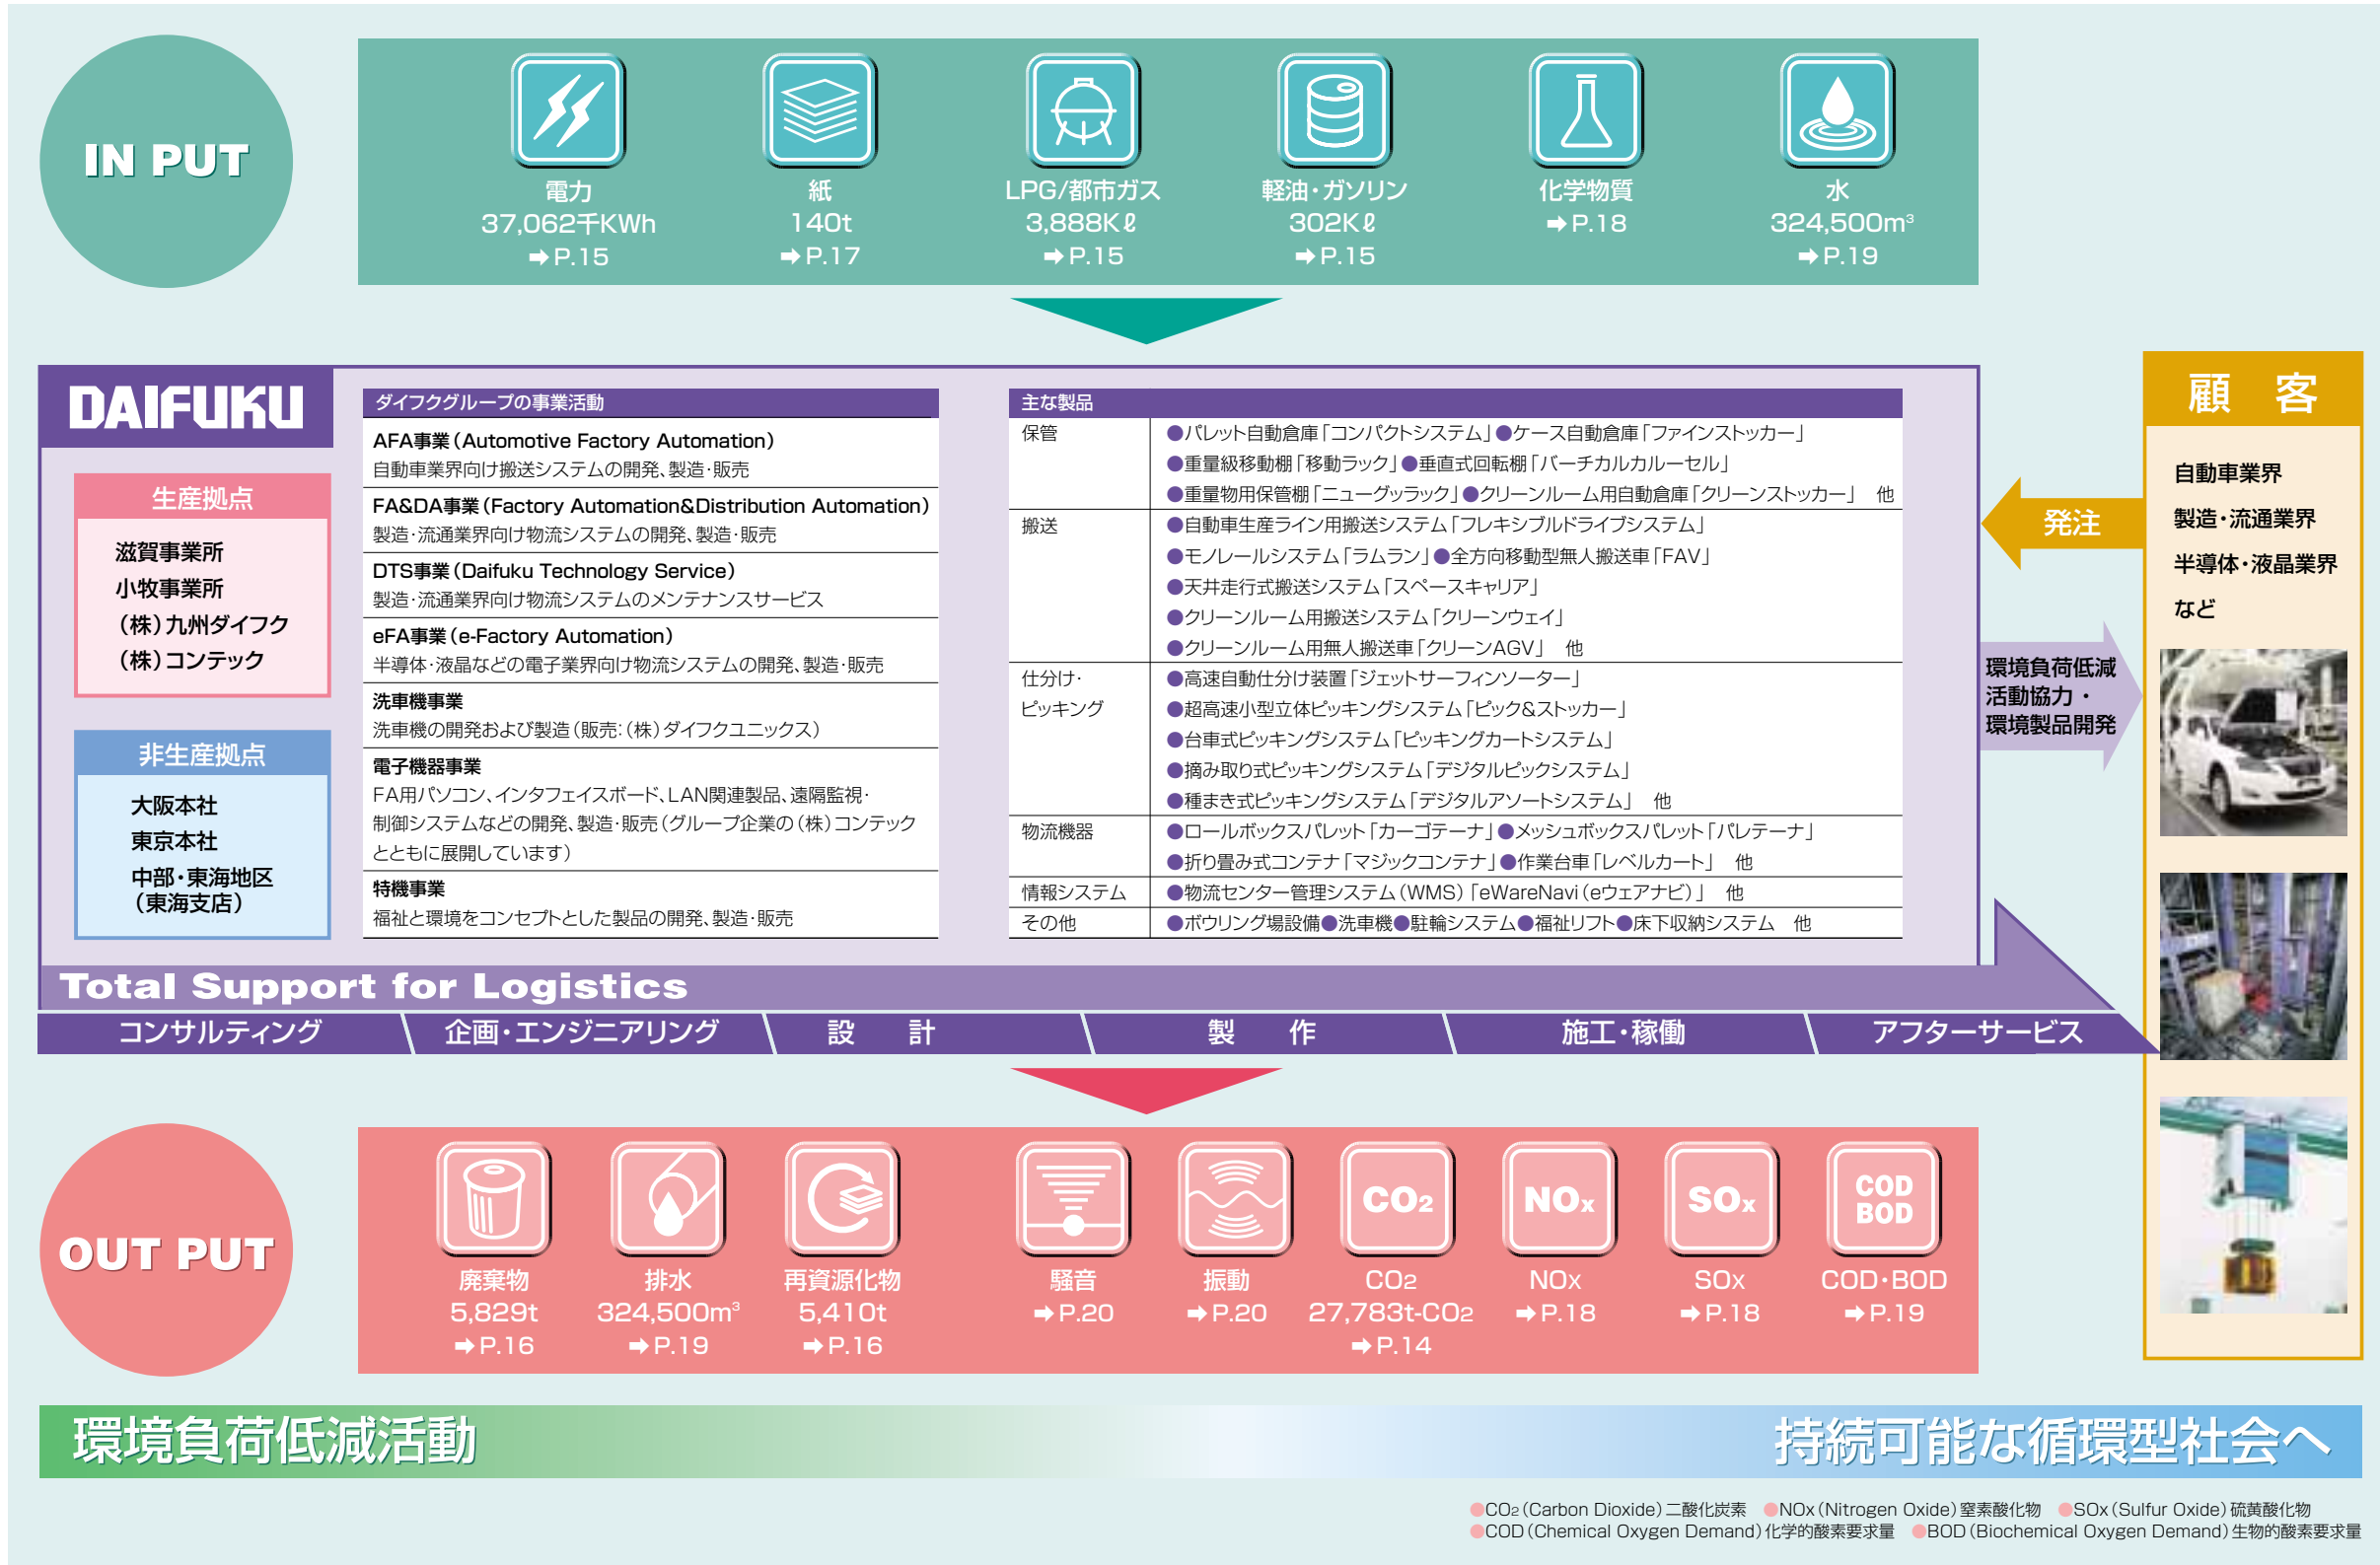 IN PUT
電力
37,062千KWh
➡P.15
紙
140t
➡P.17
LPG/都市ガス
3,888Kℓ
➡P.15
軽油・ガソリン
302Kℓ
➡P.15
化学物質
➡P.18
水
324,500m³
➡P.19
DAIFUKU
生産拠点
滋賀事業所
小牧事業所
（株）九州ダイフク
（株）コンテック
非生産拠点
大阪本社
東京本社
中部・東海地区
（東海支店）
ダイフクグループの事業活動
AFA事業（Automotive Factory Automation）
自動車業界向け搬送システムの開発、製造・販売
FA&DA事業（Factory Automation&Distribution Automation）
製造・流通業界向け物流システムの開発、製造・販売
DTS事業（Daifuku Technology Service）
製造・流通業界向け物流システムのメンテナンスサービス
eFA事業（e-Factory Automation）
半導体・液晶などの電子業界向け物流システムの開発、製造・販売
洗車機事業
洗車機の開発および製造（販売：（株）ダイフクユニックス）
電子機器事業
FA用パソコン、インタフェイスボード、LAN関連製品、遠隔監視・
制御システムなどの開発、製造・販売（グループ企業の（株）コンテック
とともに展開しています）
特機事業
福祉と環境をコンセプトとした製品の開発、製造・販売
主な製品
保管
●パレット自動倉庫「コンパクトシステム」●ケース自動倉庫「ファインストッカー」
●重量級移動棚「移動ラック」●垂直式回転棚「バーチカルカルーセル」
●重量物用保管棚「ニューグッラック」●クリーンルーム用自動倉庫「クリーンストッカー」　他
搬送
●自動車生産ライン用搬送システム「フレキシブルドライブシステム」
●モノレールシステム「ラムラン」●全方向移動型無人搬送車「FAV」
●天井走行式搬送システム「スペースキャリア」
●クリーンルーム用搬送システム「クリーンウェイ」
●クリーンルーム用無人搬送車「クリーンAGV」　他
仕分け・
ピッキング
●高速自動仕分け装置「ジェットサーフィンソーター」
●超高速小型立体ピッキングシステム「ピック&ストッカー」
●台車式ピッキングシステム「ピッキングカートシステム」
●摘み取り式ピッキングシステム「デジタルピックシステム」
●種まき式ピッキングシステム「デジタルアソートシステム」　他
物流機器
●ロールボックスパレット「カーゴテーナ」●メッシュボックスパレット「パレテーナ」
●折り畳み式コンテナ「マジックコンテナ」●作業台車「レベルカート」　他
情報システム
●物流センター管理システム（WMS）「eWareNavi（eウェアナビ）」　他
その他
●ボウリング場設備●洗車機●駐輪システム●福祉リフト●床下収納システム　他
発注
環境負荷低減
活動協力・
環境製品開発
顧　客
自動車業界
製造・流通業界
半導体・液晶業界
など
Total Support for Logistics
コンサルティング
企画・エンジニアリング
設　計
製　作
施工・稼働
アフターサービス
OUT PUT
廃棄物
5,829t
➡P.16
排水
324,500m³
➡P.19
再資源化物
5,410t
➡P.16
騒音
➡P.20
振動
➡P.20
CO₂
CO₂
27,783t-CO₂
➡P.14
NOx
NOx
➡P.18
SOx
SOx
➡P.18
COD
BOD
COD・BOD
➡P.19
環境負荷低減活動
持続可能な循環型社会へ
●CO₂（Carbon Dioxide）二酸化炭素　●NOx（Nitrogen Oxide）窒素酸化物　●SOx（Sulfur Oxide）硫黄酸化物
●COD（Chemical Oxygen Demand）化学的酸素要求量　●BOD（Biochemical Oxygen Demand）生物的酸素要求量